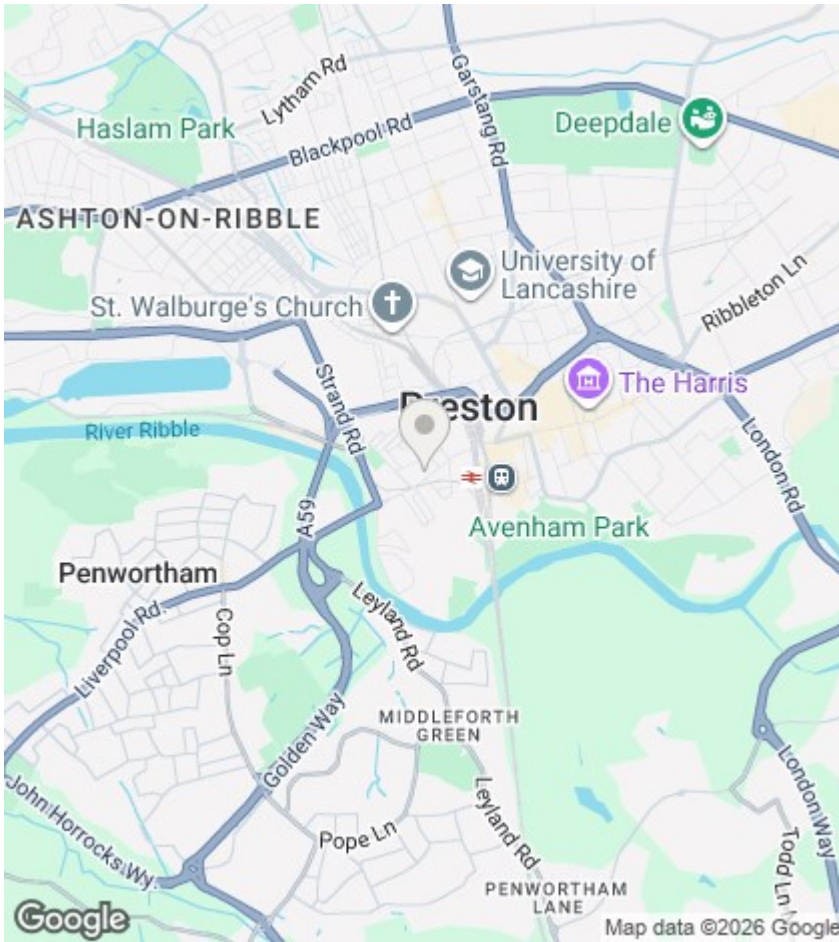 Lytham Rd
Garstang Rd
Haslam Park
Blackpool Rd
Deepdale
ASHTON-ON-RIBBLE
University of
Lancashire
St. Walburge's Church
Ribbleton Ln
Strand Rd
Preston
The Harris
River Ribble
London Rd
A59
Avenham Park
Penwortham
Liverpool Rd
Cop Ln
Leyland Rd
MIDDLEFORTH
GREEN
Golden Way
John Horrocks Wy.
Pope Ln
Leyland Rd
London Way
Todd Ln N
PENWORTHAM
LANE
Google
Map data ©2026 Google